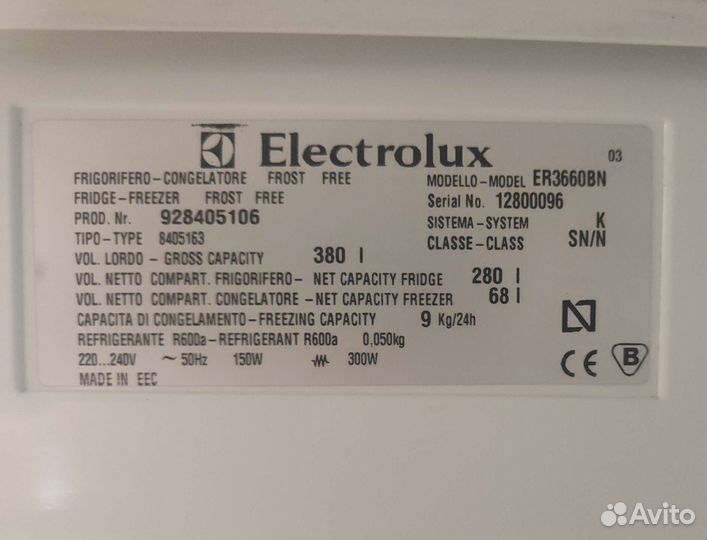 Electrolux 03
FRIGORIFERO-CONGELATORE FROST FREE MODELLO-MODEL ER3660BN
FRIDGE-FREEZER FROST FREE Serial No. 12800096
PROD. Nr. 928405106 SISTEMA-SYSTEM K
TIPO-TYPE 8405163 CLASSE-CLASS SN/N
VOL. LORDO - GROSS CAPACITY 380 l
VOL. NETTO COMPART. FRIGORIFERO- NET CAPACITY FRIDGE 280 l
VOL. NETTO COMPART. CONGELATORE -NET CAPACITY FREEZER 68 l
CAPACITA DI CONGELAMENTO-FREEZING CAPACITY 9 Kg/24h
REFRIGERANTE R600a-REFRIGERANT R600a 0,050kg
220...240V ~ 50Hz 150W 300W
MADE IN EEC
N
CE B
Avito